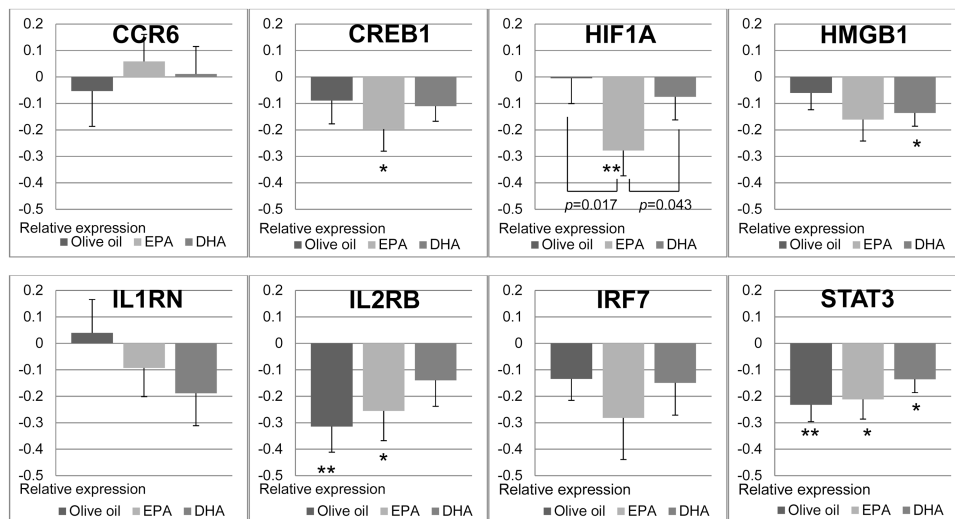 CCR6
0.2
0.1
0
-0.1
-0.2
-0.3
-0.4
-0.5
Relative expression
Olive oil EPA DHA
CREB1
0.2
0.1
0
-0.1
-0.2
-0.3
-0.4
-0.5
*
Relative expression
Olive oil EPA DHA
HIF1A
0.2
0.1
0
-0.1
-0.2
-0.3
-0.4
-0.5
**
p=0.017 p=0.043
Relative expression
Olive oil EPA DHA
HMGB1
0.2
0.1
0
-0.1
-0.2
-0.3
-0.4
-0.5
*
Relative expression
Olive oil EPA DHA
IL1RN
0.2
0.1
0
-0.1
-0.2
-0.3
-0.4
-0.5
Relative expression
Olive oil EPA DHA
IL2RB
0.2
0.1
0
-0.1
-0.2
-0.3
-0.4
-0.5
** *
Relative expression
Olive oil EPA DHA
IRF7
0.2
0.1
0
-0.1
-0.2
-0.3
-0.4
-0.5
Relative expression
Olive oil EPA DHA
STAT3
0.2
0.1
0
-0.1
-0.2
-0.3
-0.4
-0.5
** * *
Relative expression
Olive oil EPA DHA